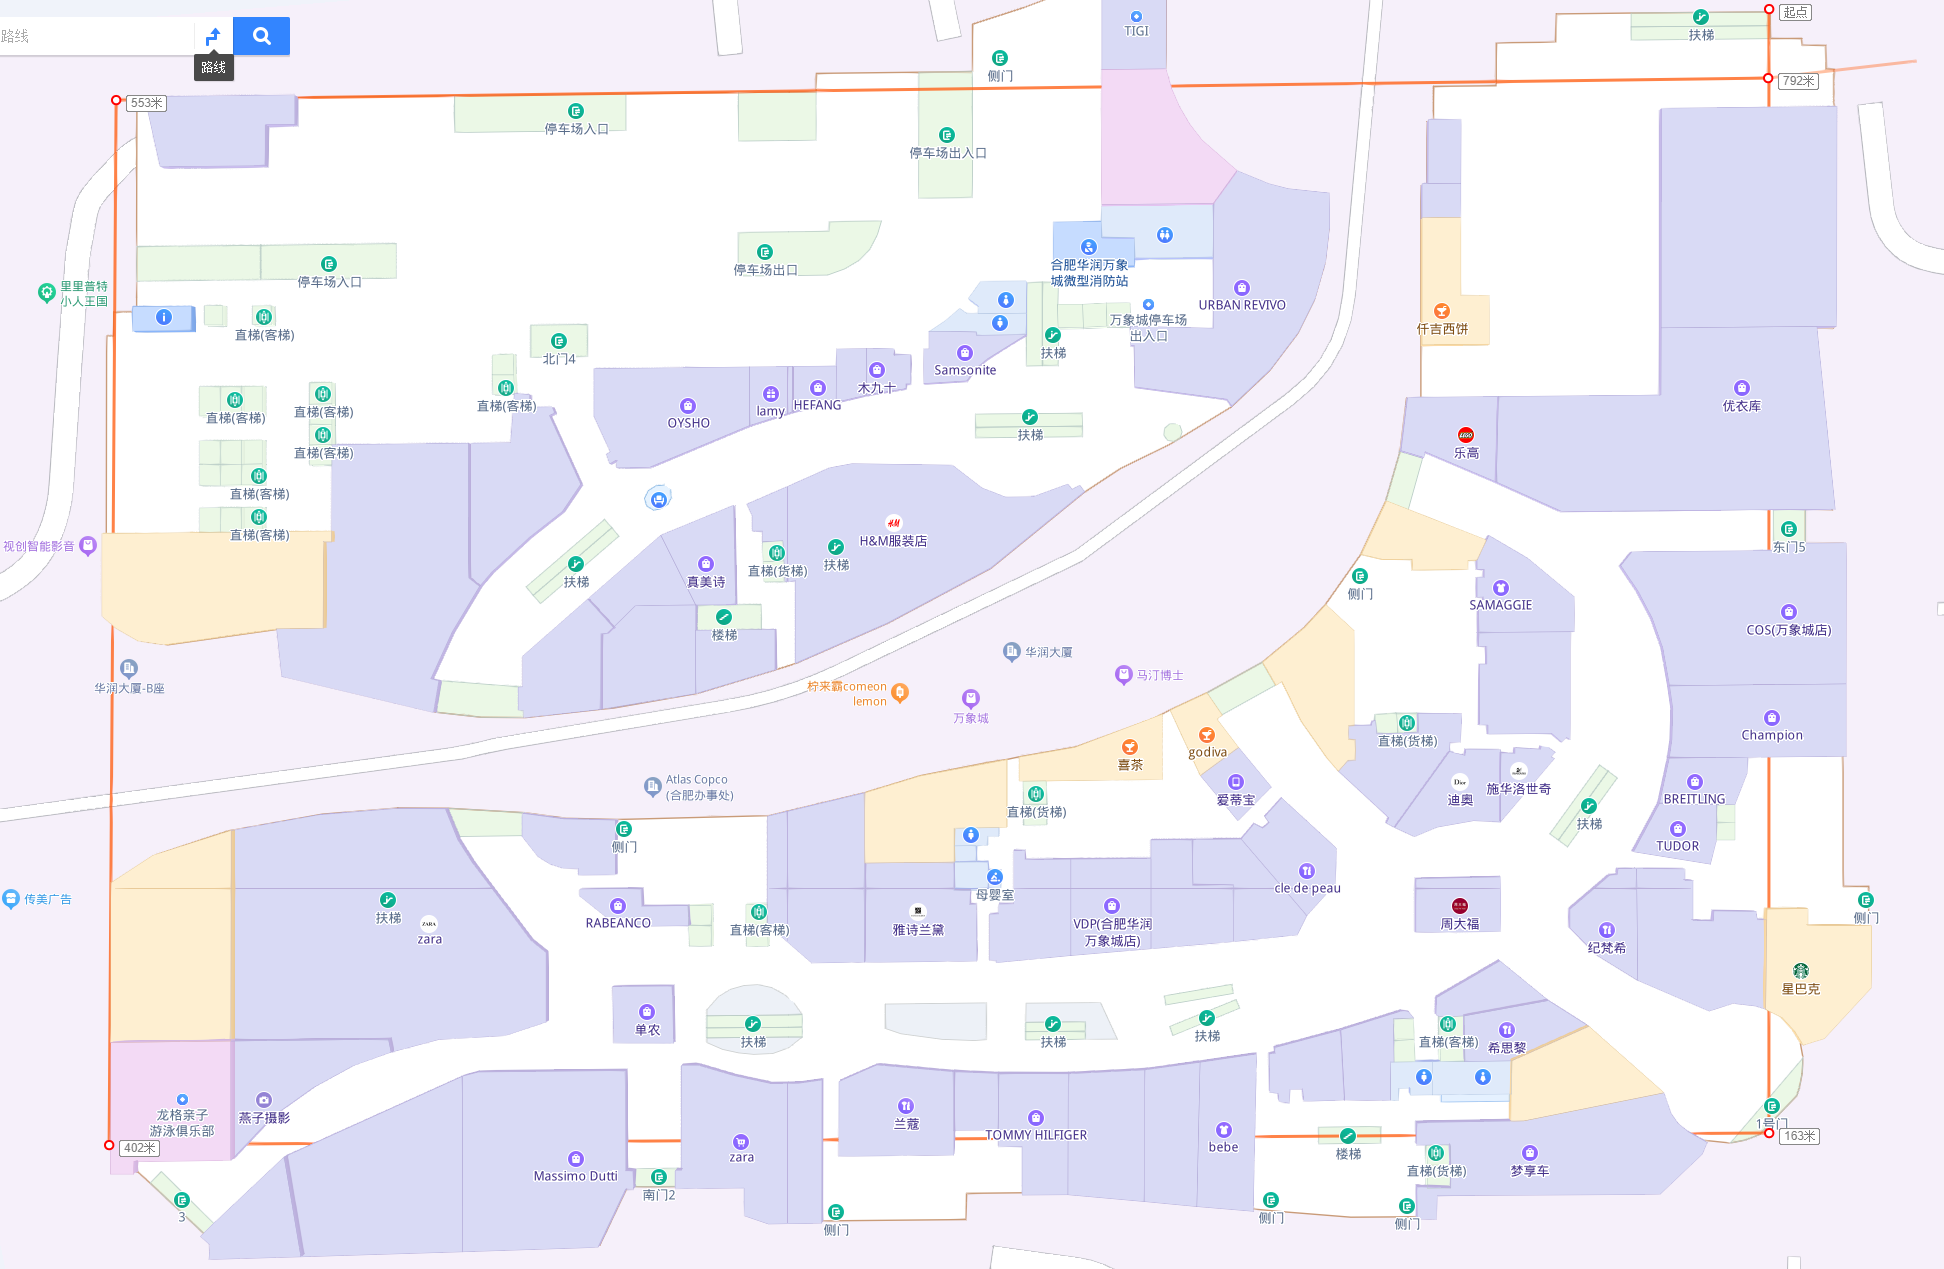 路线
路线
TIGI
侧门
扶梯
起点
792米
553米
停车场入口
停车场出入口
停车场出口
停车场入口
合肥华润万象
城微型消防站
URBAN REVIVO
里里普特
小人王国
直梯(客梯)
万象城停车场
出入口
仟吉西饼
北门4
扶梯
Samsonite
木九十
直梯(客梯)
HEFANG
lamy
OYSHO
直梯(客梯)
直梯(客梯)
优衣库
扶梯
直梯(客梯)
乐高
直梯(客梯)
直梯(客梯)
视创智能影音
H&M服装店
东门5
扶梯
真美诗
直梯(货梯)
扶梯
侧门
SAMAGGIE
COS(万象城店)
楼梯
华润大厦
马汀博士
华润大厦-B座
柠来霸comeon
lemon
万象城
Champion
直梯(货梯)
godiva
喜茶
Atlas Copco
(合肥办事处)
爱蒂宝
迪奥
施华洛世奇
BREITLING
直梯(货梯)
扶梯
TUDOR
侧门
cle de peau
母婴室
传美广告
扶梯
zara
RABEANCO
直梯(客梯)
雅诗兰黛
VDP(合肥华润
万象城店)
周大福
纪梵希
侧门
星巴克
单农
扶梯
扶梯
扶梯
直梯(客梯)
希思黎
龙格亲子
游泳俱乐部
燕子摄影
兰蔻
TOMMY HILFIGER
bebe
1号门
163米
402米
zara
Massimo Dutti
南门2
楼梯
直梯(货梯)
梦享车
3
侧门
侧门
侧门